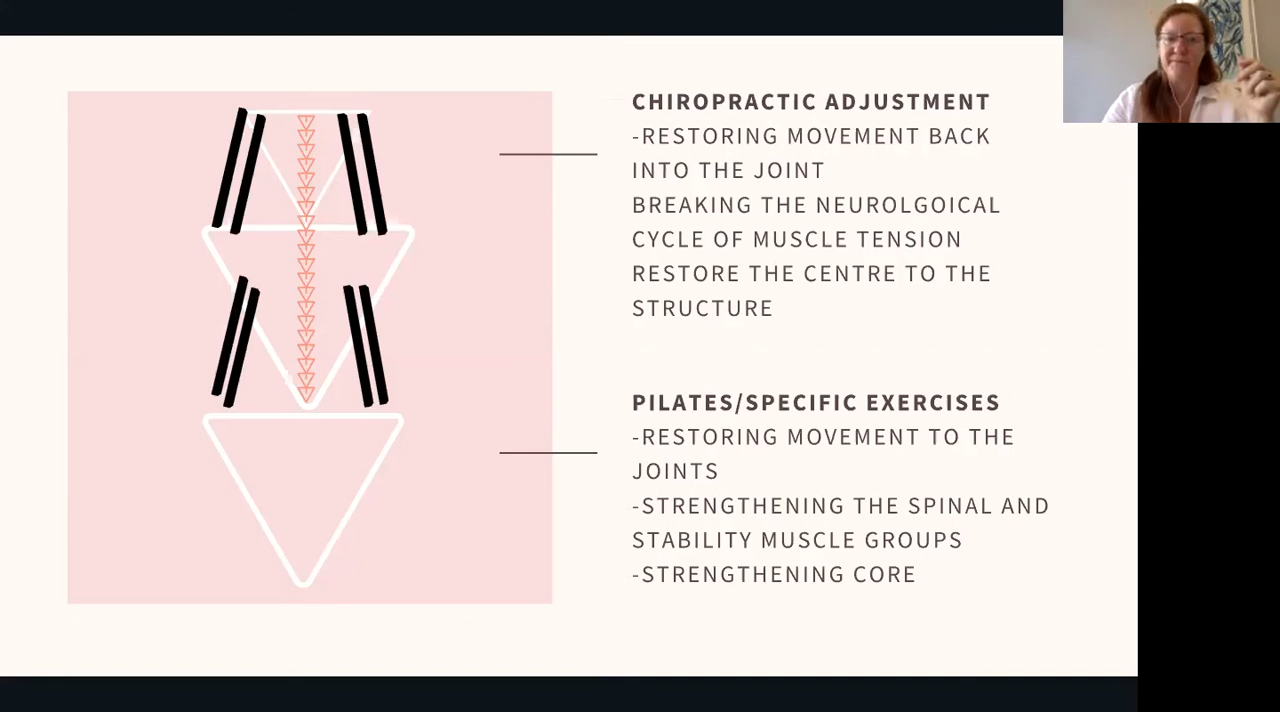 CHIROPRACTIC ADJUSTMENT
-RESTORING MOVEMENT BACK
INTO THE JOINT
BREAKING THE NEUROLGOICAL
CYCLE OF MUSCLE TENSION
RESTORE THE CENTRE TO THE
STRUCTURE
PILATES/SPECIFIC EXERCISES
-RESTORING MOVEMENT TO THE
JOINTS
-STRENGTHENING THE SPINAL AND
STABILITY MUSCLE GROUPS
-STRENGTHENING CORE